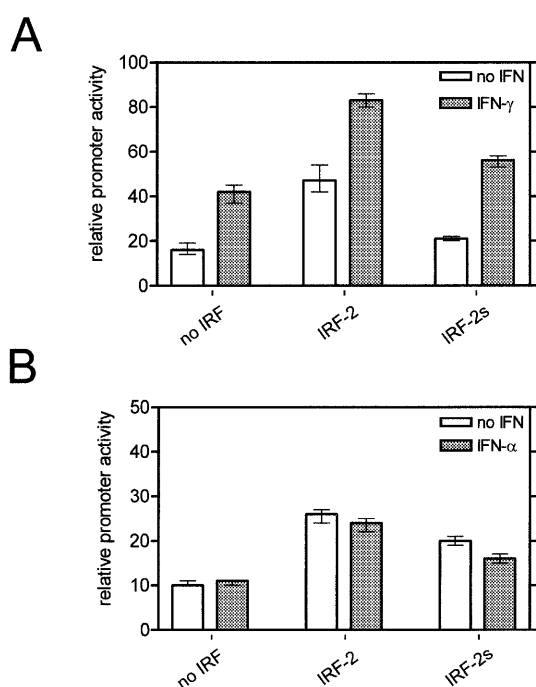 A
relative promoter activity
100
80
60
40
20
0
no IFN
IFN-γ
no IRF
IRF-2
IRF-2s
B
relative promoter activity
50
40
30
20
10
0
no IFN
IFN-α
no IRF
IRF-2
IRF-2s